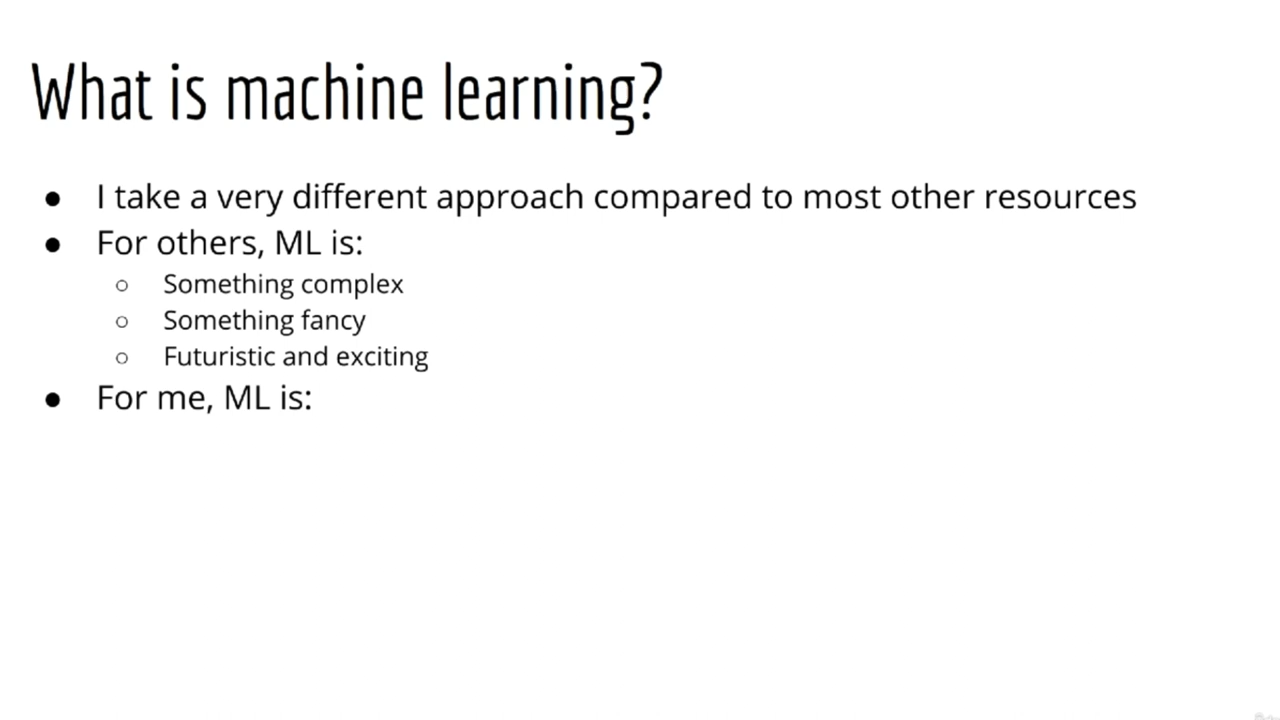 What is machine learning?
● I take a very different approach compared to most other resources
● For others, ML is:
○ Something complex
○ Something fancy
○ Futuristic and exciting
● For me, ML is: